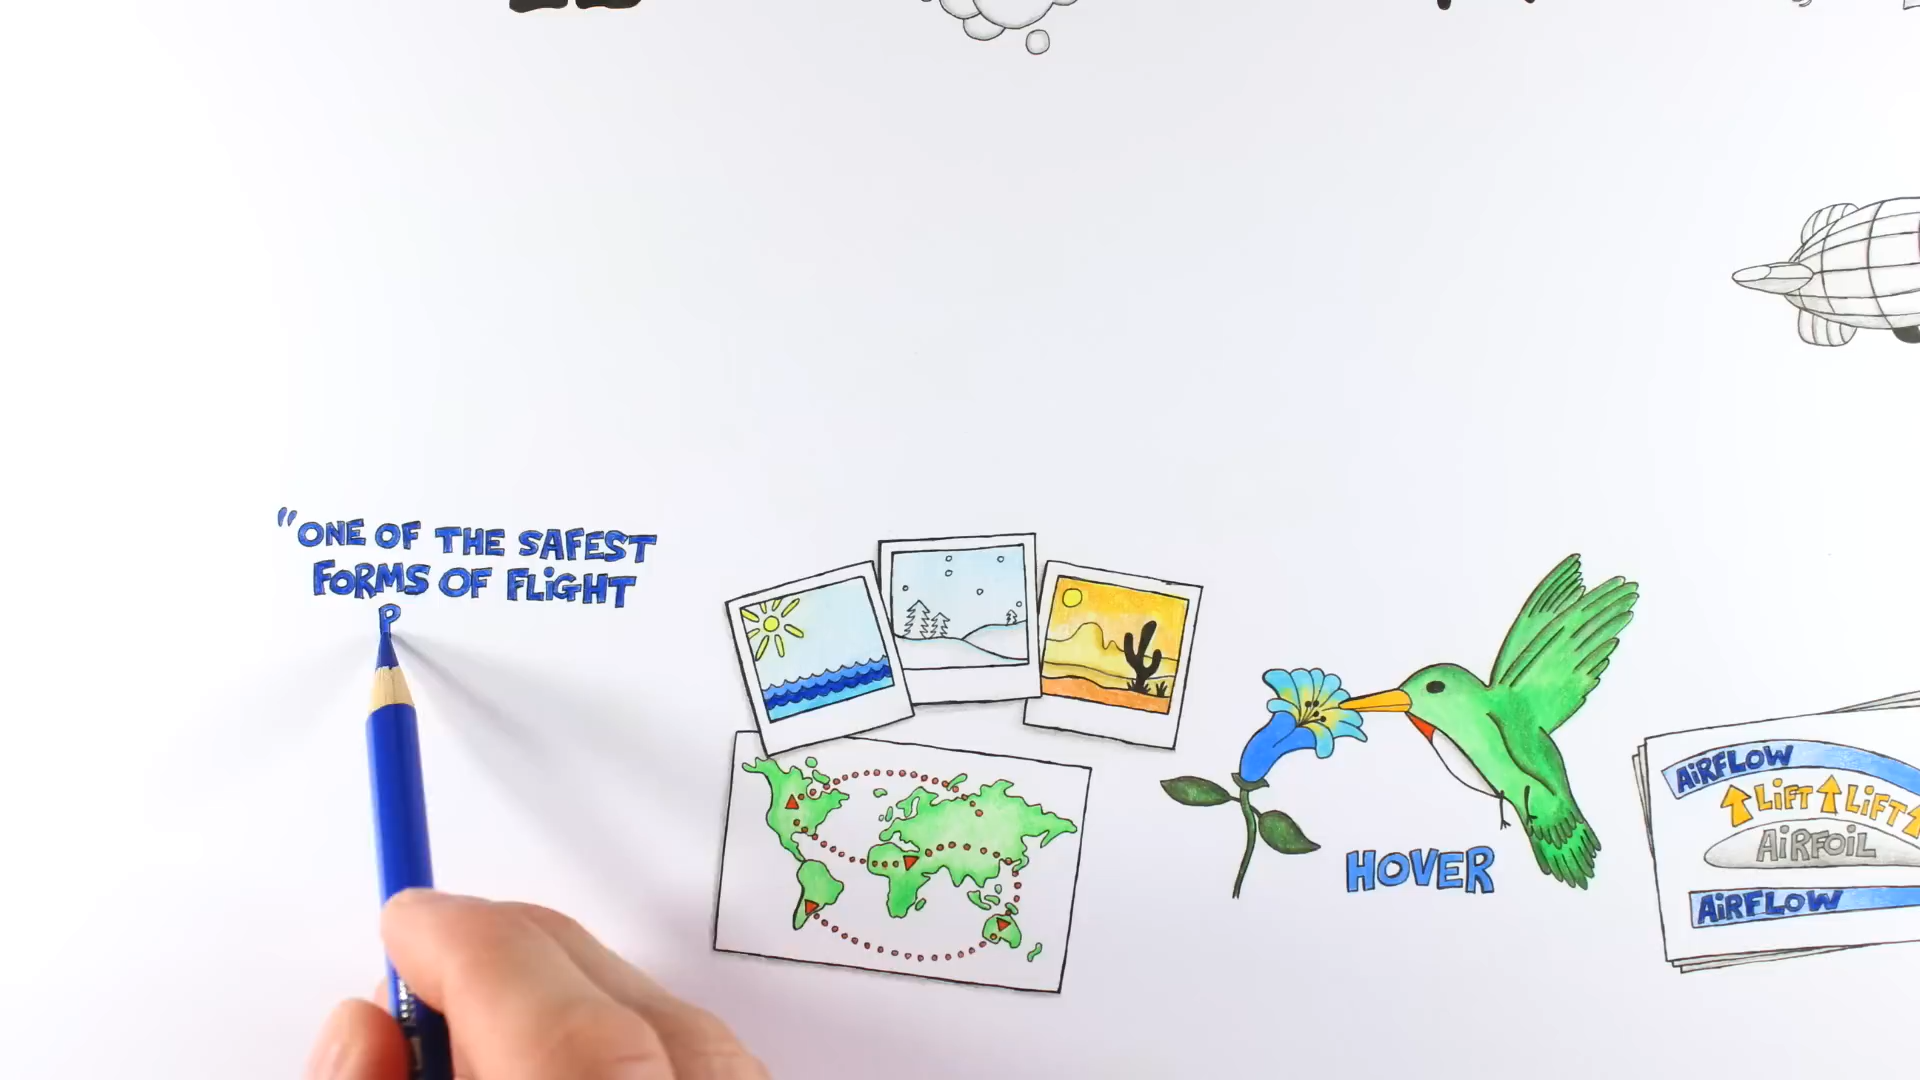 "ONE OF THE SAFEST
FORMS OF FLIGHT
P
HOVER
AIRFLOW
LIFT LIFT
AIRFOIL
AIRFLOW